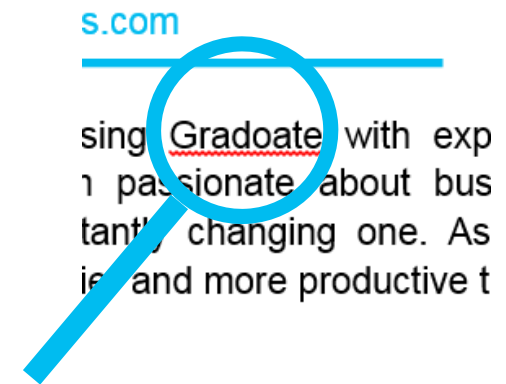 s.com
sing Gradoate with exp
n passionate about bus
tantly changing one. As
and more productive t